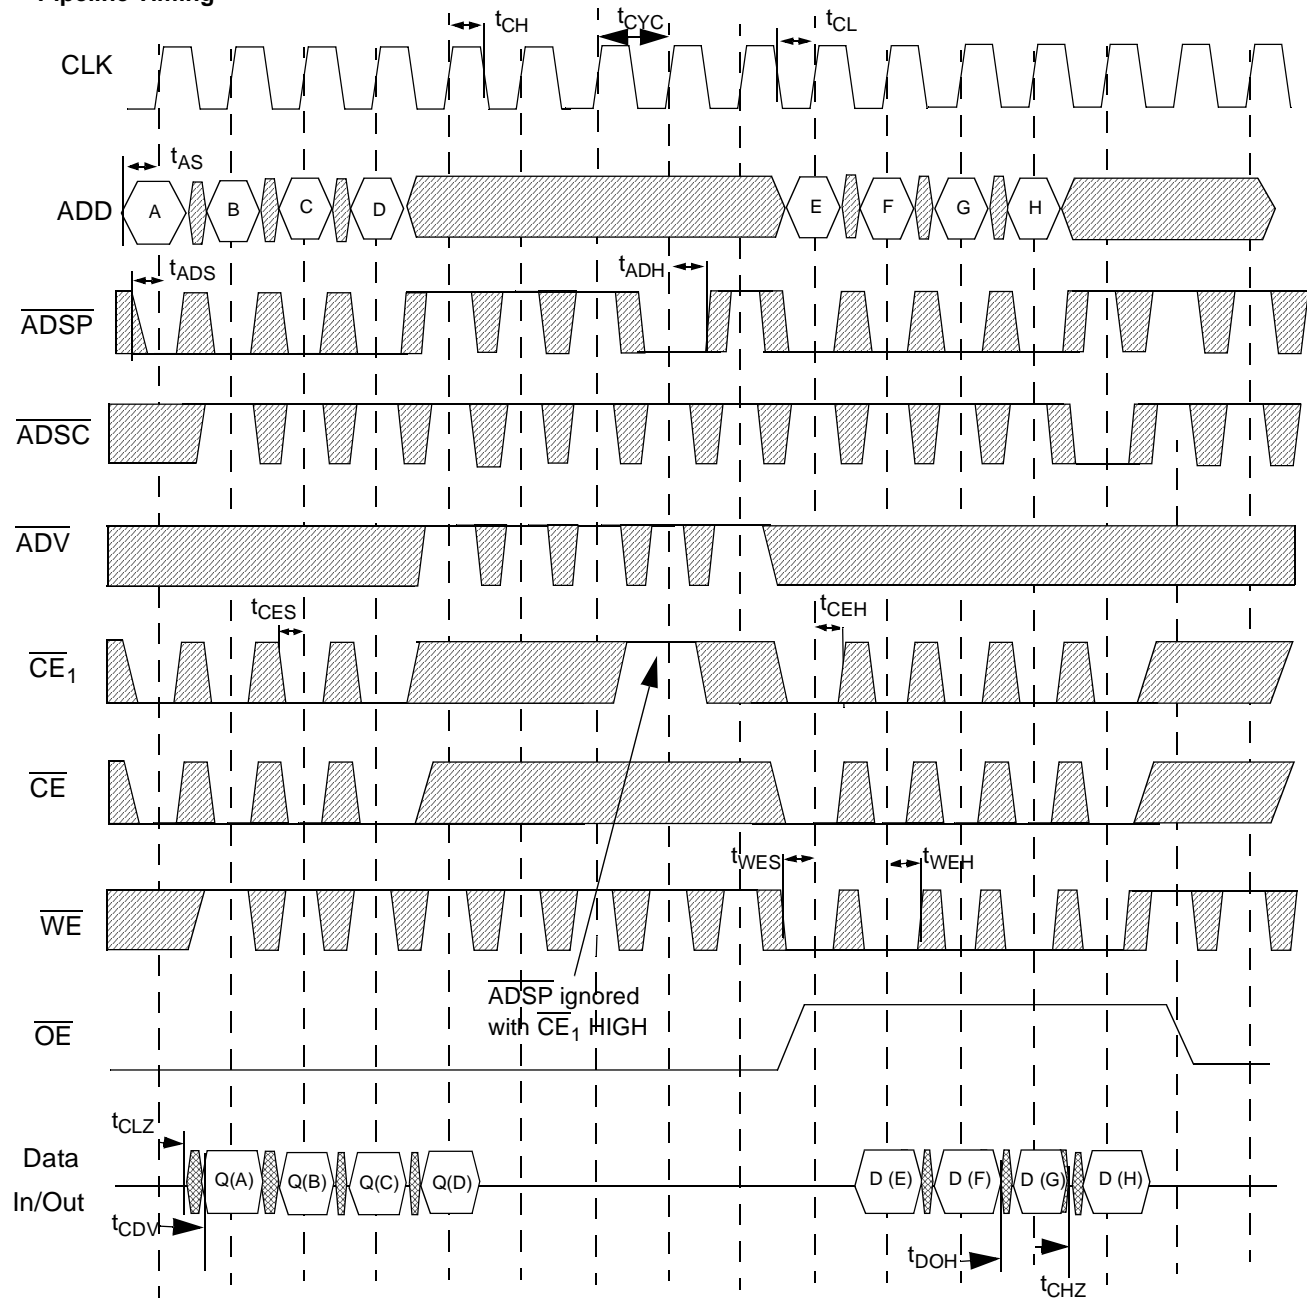 Pipeline Timing
tCH
tCYC
tCL
CLK
tAS
ADD
A
B
C
D
E
F
G
H
tADS
tADH
ADSP
ADSC
ADV
tCES
tCEH
CE1
CE
tWES
tWEH
WE
ADSP ignored
with CE1 HIGH
OE
tCLZ
Data
In/Out
Q(A)
Q(B)
Q(C)
Q(D)
D (E)
D (F)
D (G)
D (H)
tCDV
tDOH
tCHZ